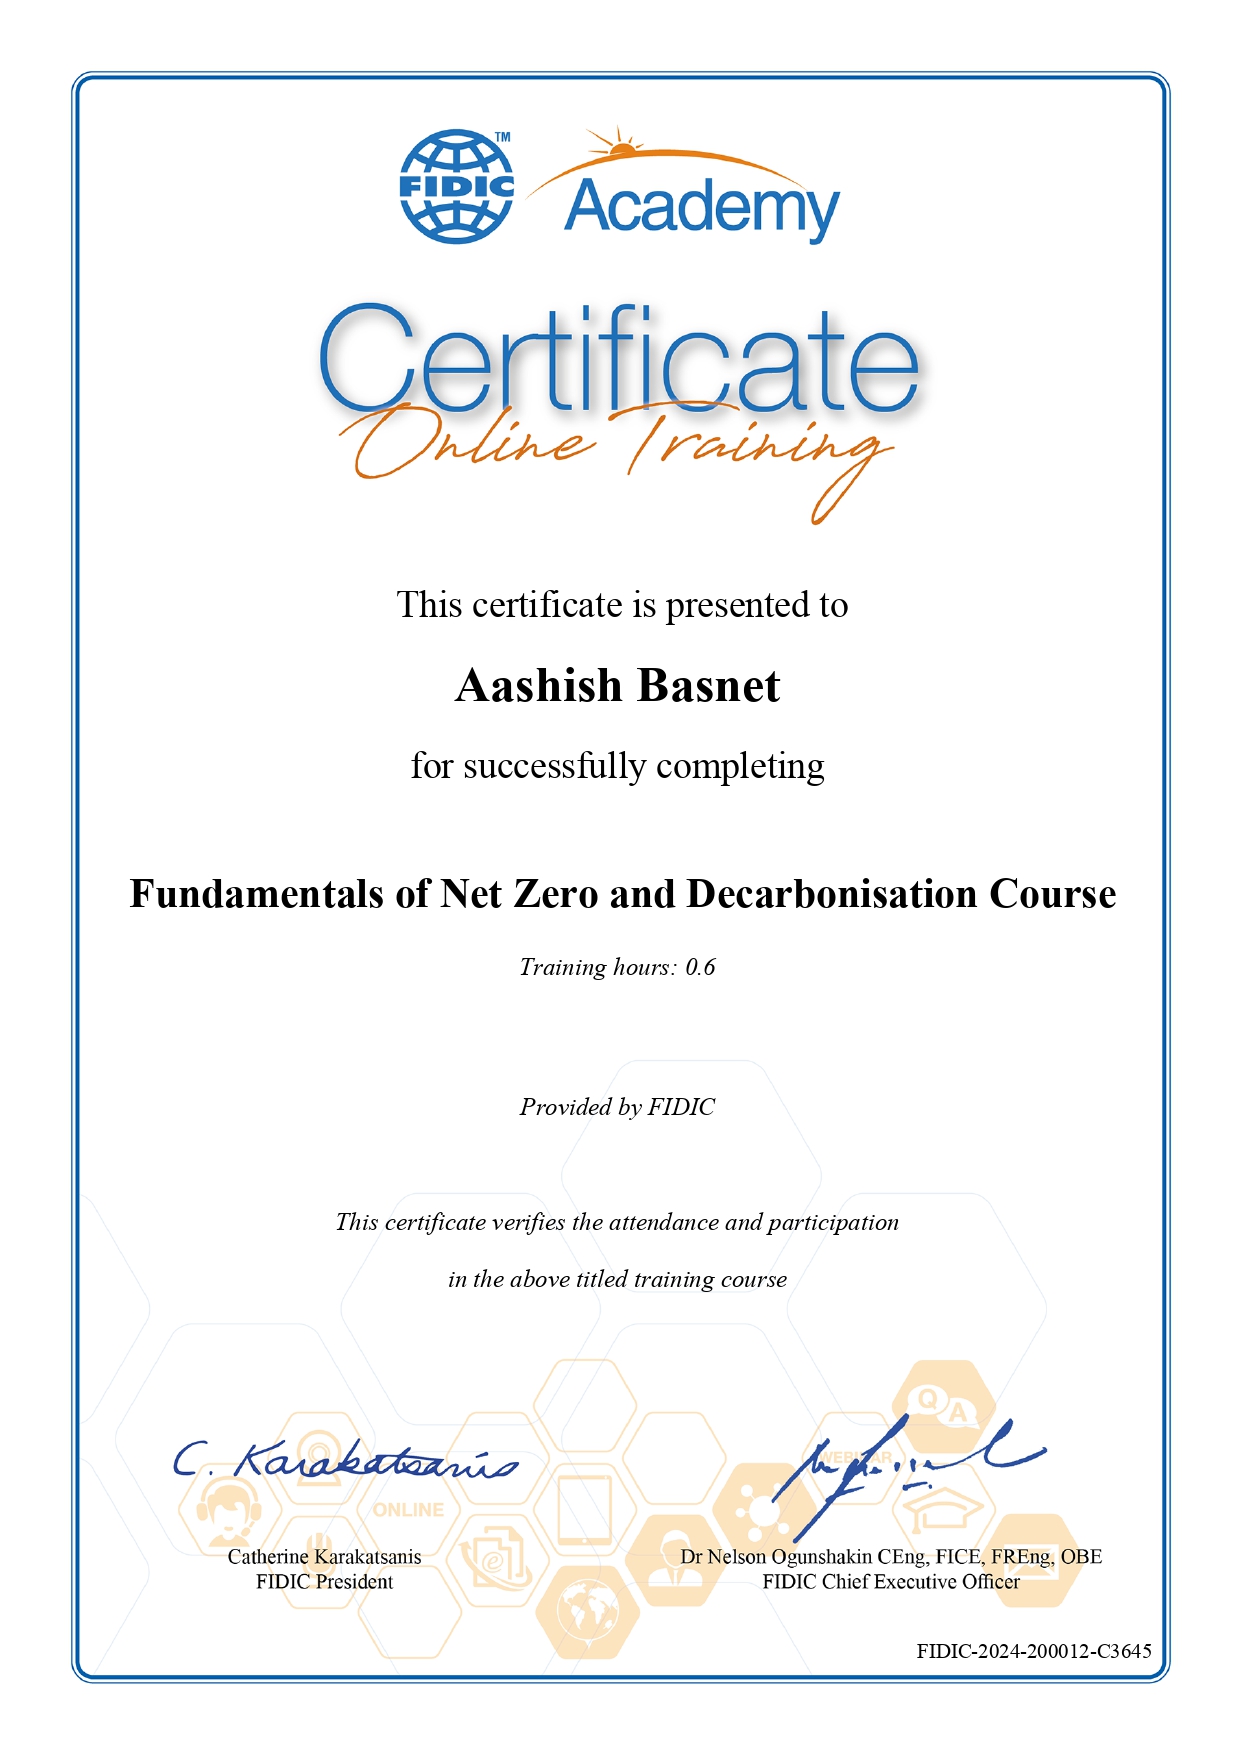 FIDIC TM
Academy
Certificate
Online Training
This certificate is presented to
Aashish Basnet
for successfully completing
Fundamentals of Net Zero and Decarbonisation Course
Training hours: 0.6
Provided by FIDIC
This certificate verifies the attendance and participation
in the above titled training course
Q A
WEBINAR
C. Karakatsanis
ONLINE
e
Catherine Karakatsanis
FIDIC President
Dr Nelson Ogunshakin CEng, FICE, FREng, OBE
FIDIC Chief Executive Officer
FIDIC-2024-200012-C3645